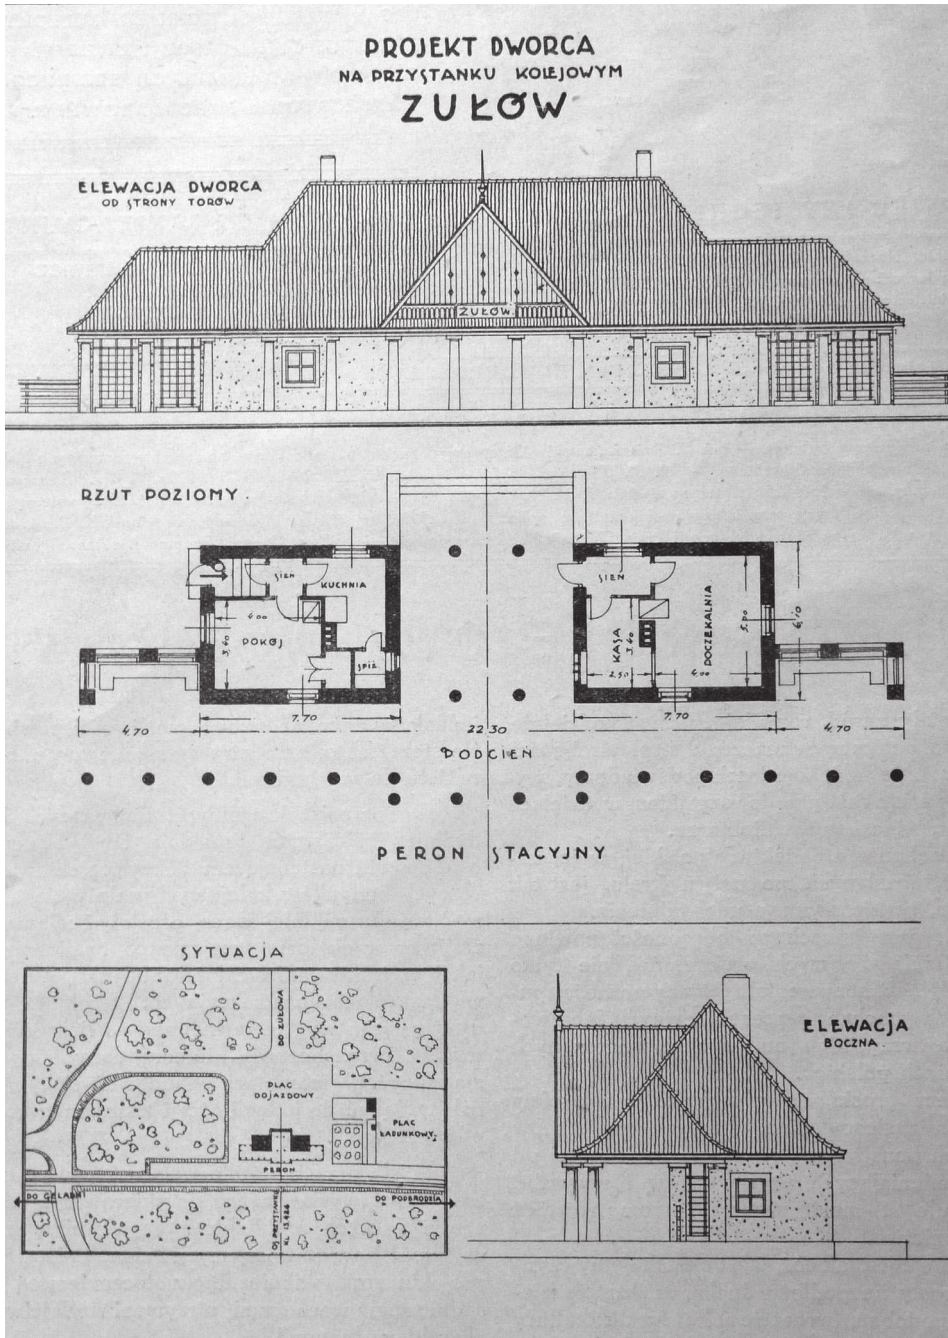 PROJEKT DWORCA
NA PRZYSTANKU KOLEJOWYM
ZUŁÓW
ELEWACJA DWORCA
OD STRONY TORÓW
ZUŁÓW
RZUT POZIOMY.
SIEŃ
KUCHNIA
4.00
POKÓJ
3.40
SPIŻ
SIEŃ
KASA
3.40
2.50
DOCZEKALNIA
4.00
5.00
4.70
7.70
22.30
7.70
4.70
PODCIEŃ
PERON STACYJNY
SYTUACJA
DO ZUŁOWA
PLAC
DOJAZDOWY
PLAC
ŁADUNKOWY
PERON
DO PODBRODZIA
OŚ PRZYSTANKU
ELEWACJA
BOCZNA.